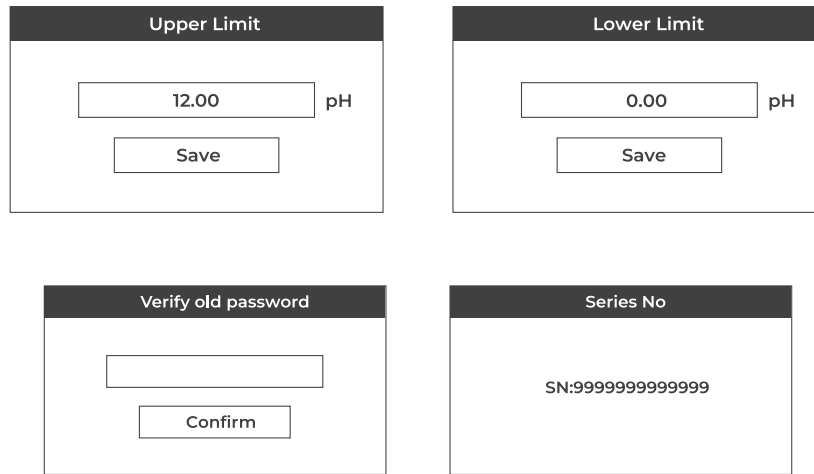 Upper Limit
12.00 pH
Save
Lower Limit
0.00 pH
Save
Verify old password
Confirm
Series No
SN:9999999999999